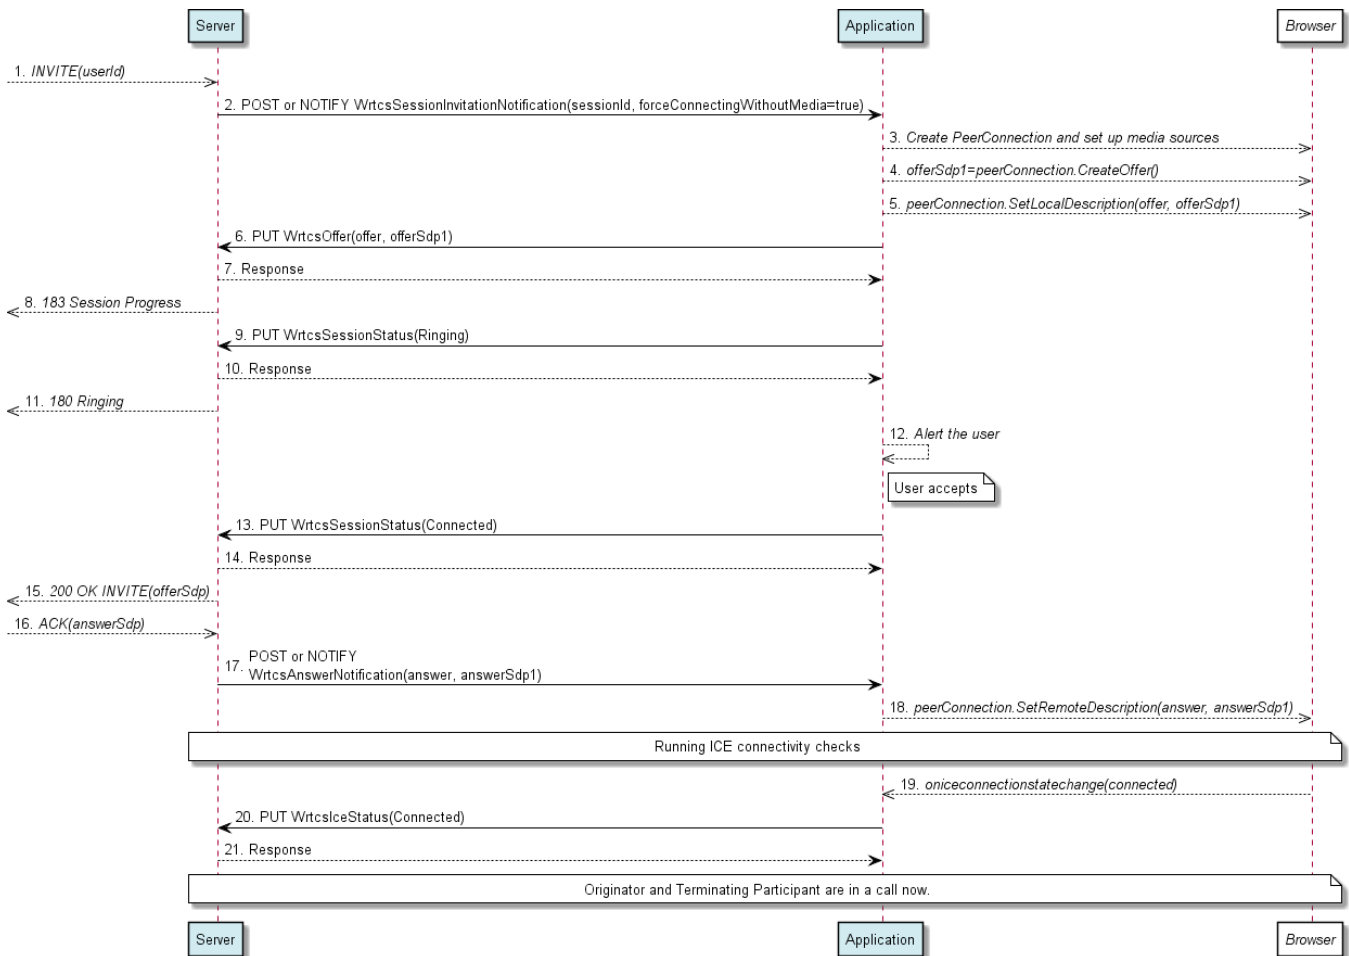 Server
Application
Browser
1. INVITE(userId)
2. POST or NOTIFY WrtcsSessionInvitationNotification(sessionId, forceConnectingWithoutMedia=true)
3. Create PeerConnection and set up media sources
4. offerSdp1=peerConnection.CreateOffer()
5. peerConnection.SetLocalDescription(offer, offerSdp1)
6. PUT WrtcsOffer(offer, offerSdp1)
7. Response
8. 183 Session Progress
9. PUT WrtcsSessionStatus(Ringing)
10. Response
11. 180 Ringing
12. Alert the user
User accepts
13. PUT WrtcsSessionStatus(Connected)
14. Response
15. 200 OK INVITE(offerSdp)
16. ACK(answerSdp)
17. POST or NOTIFY
WrtcsAnswerNotification(answer, answerSdp1)
18. peerConnection.SetRemoteDescription(answer, answerSdp1)
Running ICE connectivity checks
19. oniceconnectionstatechange(connected)
20. PUT WrtcsIceStatus(Connected)
21. Response
Originator and Terminating Participant are in a call now.
Server
Application
Browser